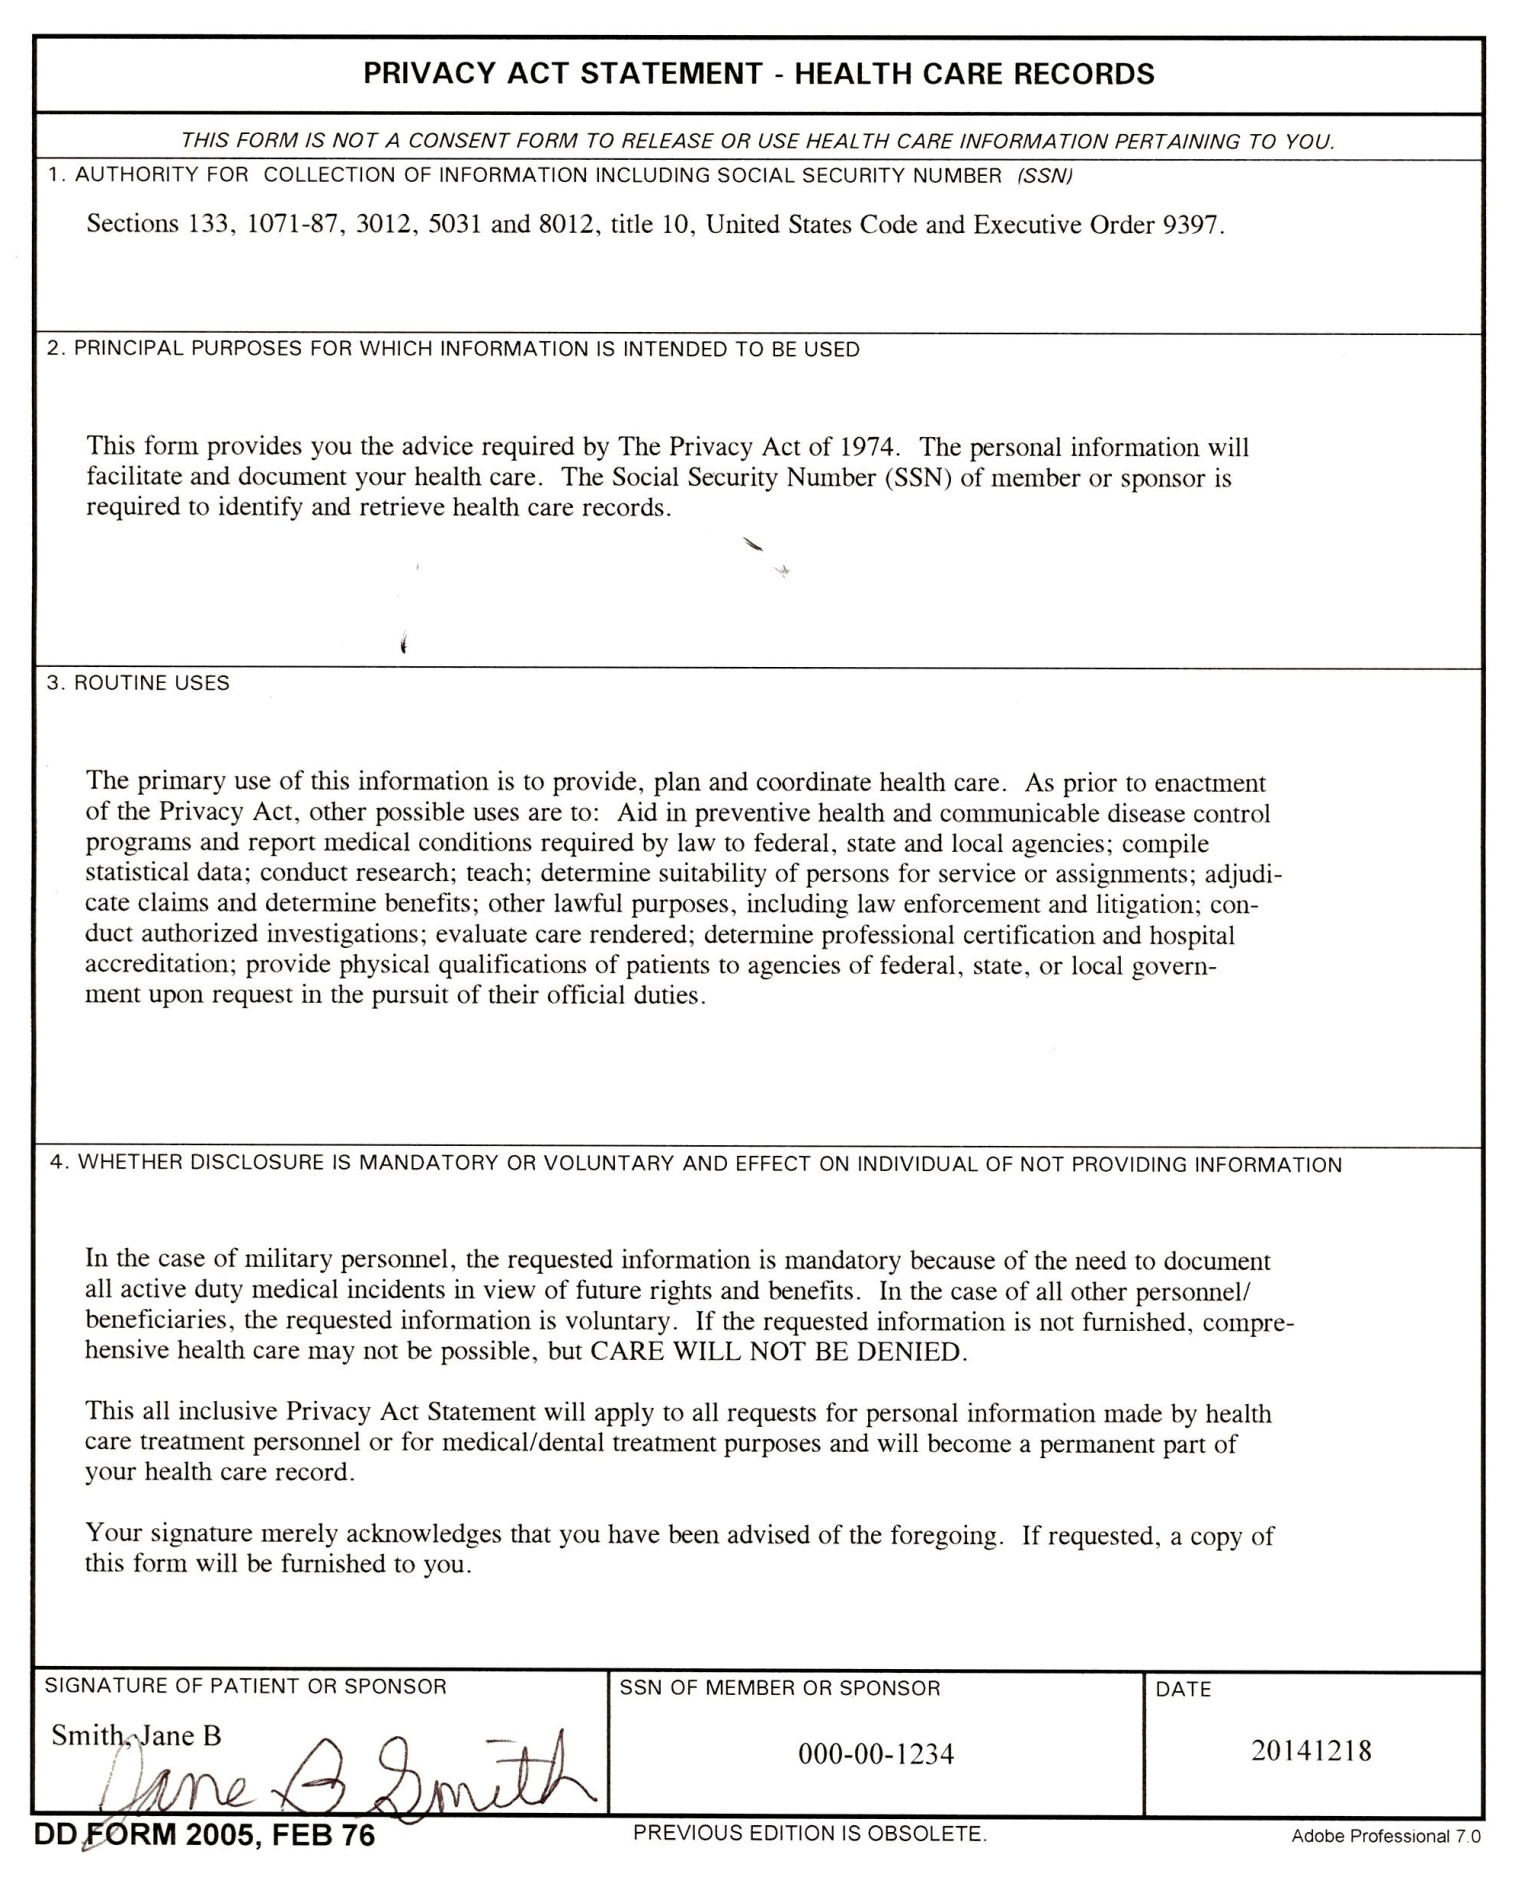 PRIVACY ACT STATEMENT - HEALTH CARE RECORDS
THIS FORM IS NOT A CONSENT FORM TO RELEASE OR USE HEALTH CARE INFORMATION PERTAINING TO YOU.
1. AUTHORITY FOR COLLECTION OF INFORMATION INCLUDING SOCIAL SECURITY NUMBER (SSN)
Sections 133, 1071-87, 3012, 5031 and 8012, title 10, United States Code and Executive Order 9397.
2. PRINCIPAL PURPOSES FOR WHICH INFORMATION IS INTENDED TO BE USED
This form provides you the advice required by The Privacy Act of 1974. The personal information will
facilitate and document your health care. The Social Security Number (SSN) of member or sponsor is
required to identify and retrieve health care records.
3. ROUTINE USES
The primary use of this information is to provide, plan and coordinate health care. As prior to enactment
of the Privacy Act, other possible uses are to: Aid in preventive health and communicable disease control
programs and report medical conditions required by law to federal, state and local agencies; compile
statistical data; conduct research; teach; determine suitability of persons for service or assignments; adjudi-
cate claims and determine benefits; other lawful purposes, including law enforcement and litigation; con-
duct authorized investigations; evaluate care rendered; determine professional certification and hospital
accreditation; provide physical qualifications of patients to agencies of federal, state, or local govern-
ment upon request in the pursuit of their official duties.
4. WHETHER DISCLOSURE IS MANDATORY OR VOLUNTARY AND EFFECT ON INDIVIDUAL OF NOT PROVIDING INFORMATION
In the case of military personnel, the requested information is mandatory because of the need to document
all active duty medical incidents in view of future rights and benefits. In the case of all other personnel/
beneficiaries, the requested information is voluntary. If the requested information is not furnished, compre-
hensive health care may not be possible, but CARE WILL NOT BE DENIED.
This all inclusive Privacy Act Statement will apply to all requests for personal information made by health
care treatment personnel or for medical/dental treatment purposes and will become a permanent part of
your health care record.
Your signature merely acknowledges that you have been advised of the foregoing. If requested, a copy of
this form will be furnished to you.
SIGNATURE OF PATIENT OR SPONSOR
Smith, Jane B
Jane B Smith
SSN OF MEMBER OR SPONSOR
000-00-1234
DATE
20141218
DD FORM 2005, FEB 76
PREVIOUS EDITION IS OBSOLETE.
Adobe Professional 7.0